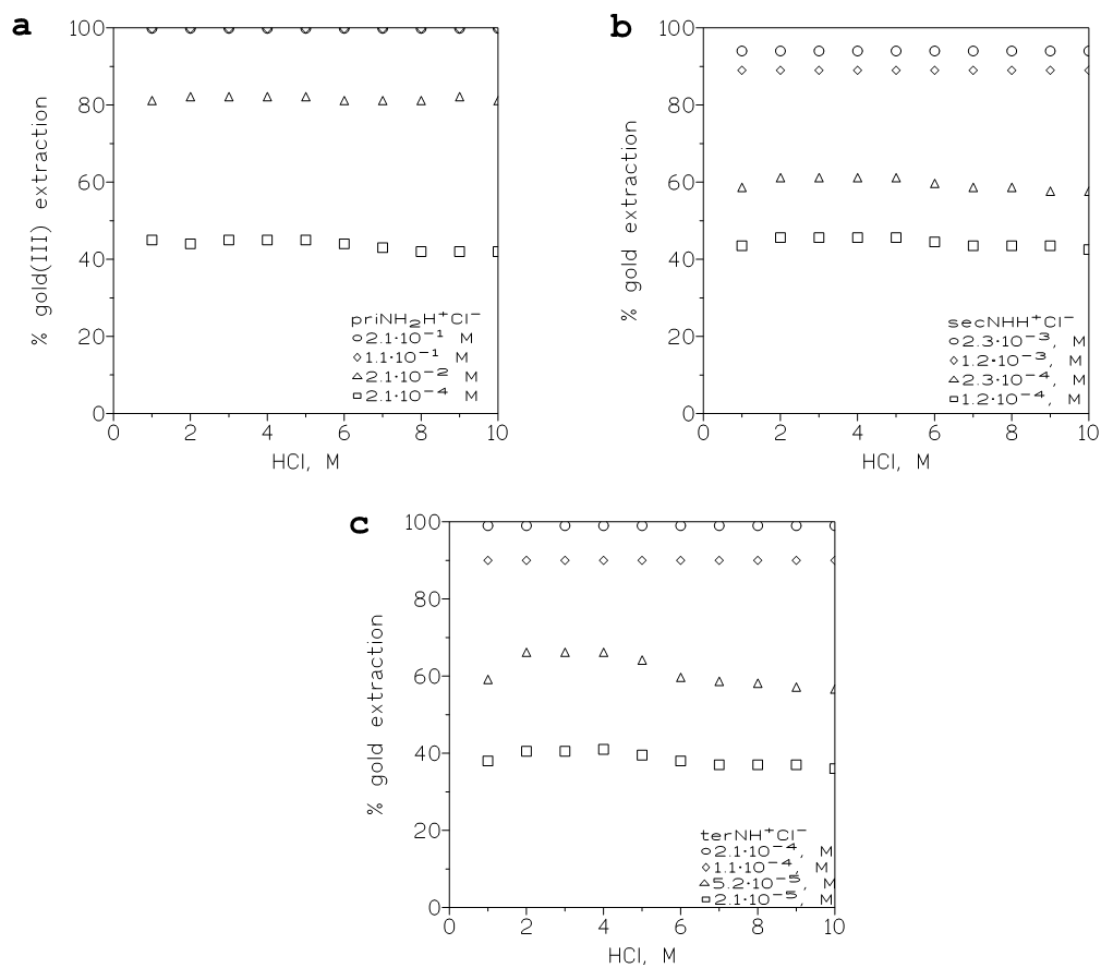 a
100
80
60
40
20
0
% gold(III) extraction
priNH₂H⁺Cl⁻
○2.1·10⁻¹ M
◇1.1·10⁻¹ M
△2.1·10⁻² M
□2.1·10⁻⁴ M
0 2 4 6 8 10
HCl, M
b
100
80
60
40
20
0
% gold extraction
secNHH⁺Cl⁻
○2.3·10⁻³, M
◇1.2·10⁻³, M
△2.3·10⁻⁴, M
□1.2·10⁻⁴, M
0 2 4 6 8 10
HCl, M
c
100
80
60
40
20
0
% gold extraction
terNH⁺Cl⁻
○2.1·10⁻⁴, M
◇1.1·10⁻⁴, M
△5.2·10⁻⁵, M
□2.1·10⁻⁵, M
0 2 4 6 8 10
HCl, M